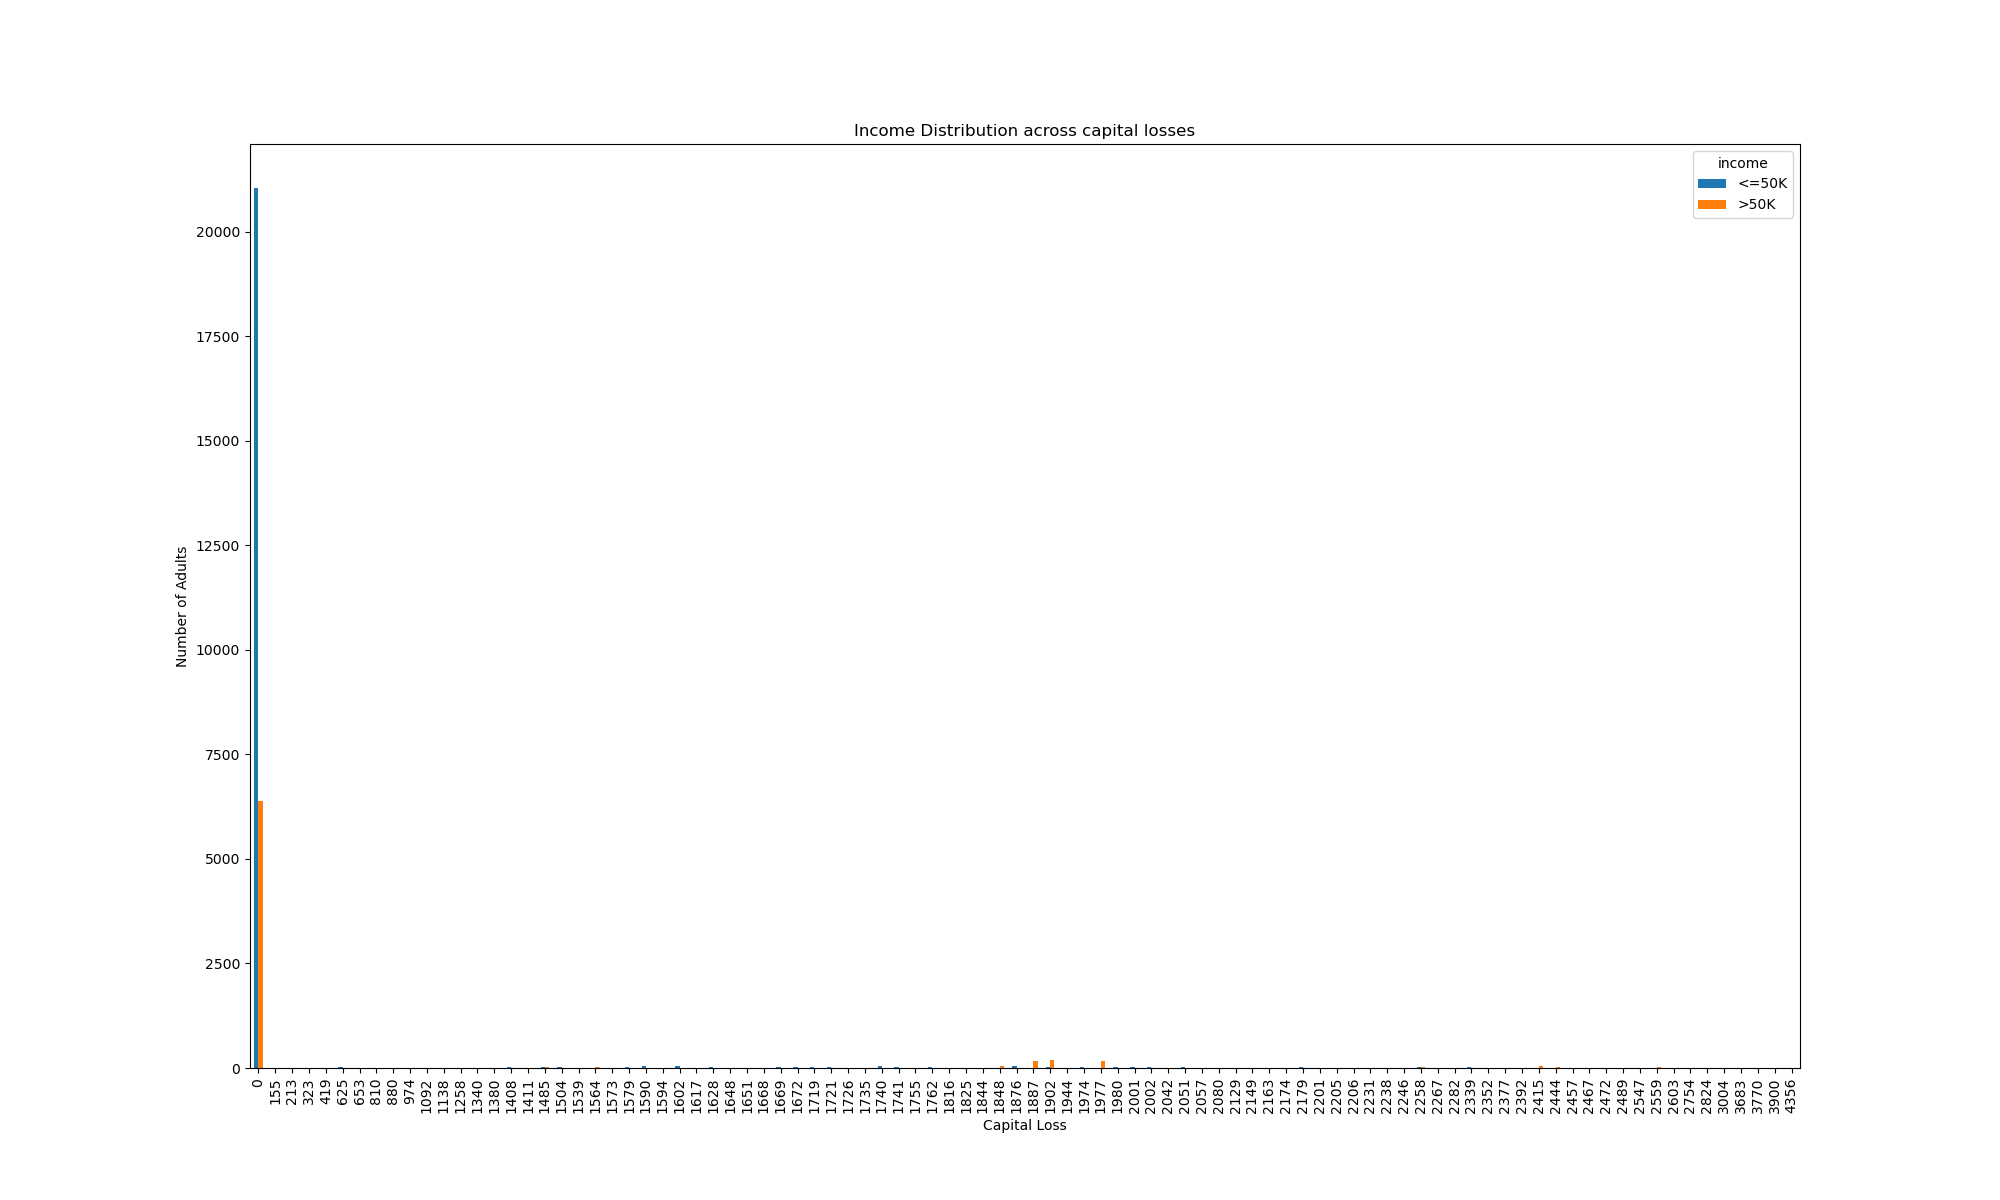 Income Distribution across capital losses
income
<=50K
>50K
20000
17500
15000
12500
10000
7500
5000
2500
0
Number of Adults
0 155 213 323 419 625 653 810 880 974 1092 1138 1258 1340 1380 1408 1411 1485 1504 1539 1564 1573 1579 1590 1594 1602 1617 1628 1648 1651 1668 1669 1672 1719 1721 1726 1735 1740 1741 1755 1762 1816 1825 1844 1848 1876 1887 1902 1944 1974 1977 1980 2001 2002 2042 2051 2057 2080 2129 2149 2163 2174 2179 2201 2205 2206 2231 2238 2246 2258 2267 2282 2339 2352 2377 2392 2415 2444 2457 2467 2472 2489 2547 2559 2603 2754 2824 3004 3683 3770 3900 4356
Capital Loss